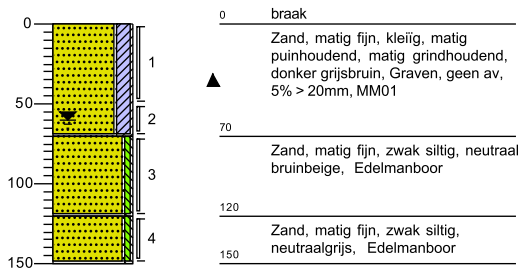 0
50
100
150
1
2
3
4
0 braak
Zand, matig fijn, kleiïg, matig
puinhoudend, matig grindhoudend,
donker grijsbruin, Graven, geen av,
5% > 20mm, MM01
70
Zand, matig fijn, zwak siltig, neutraal
bruinbeige, Edelmanboor
120
Zand, matig fijn, zwak siltig,
neutraalgrijs, Edelmanboor
150